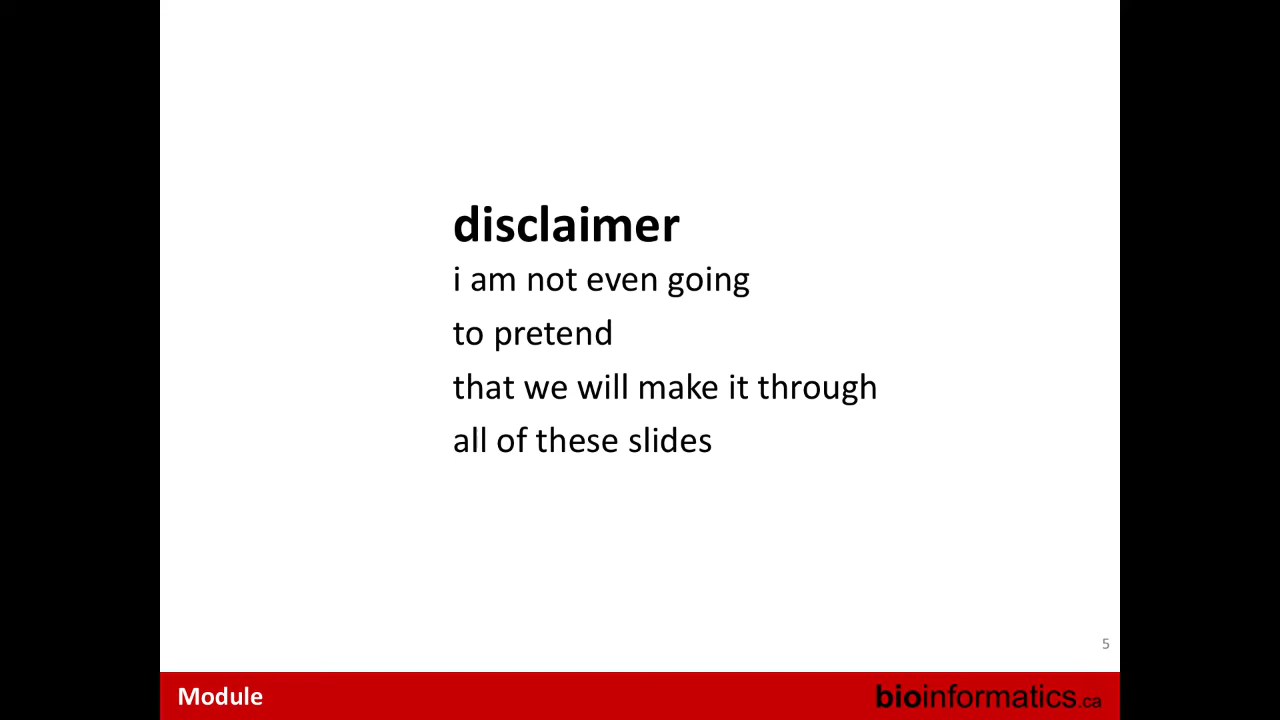 disclaimer
i am not even going
to pretend
that we will make it through
all of these slides
5
Module
bioinformatics.ca